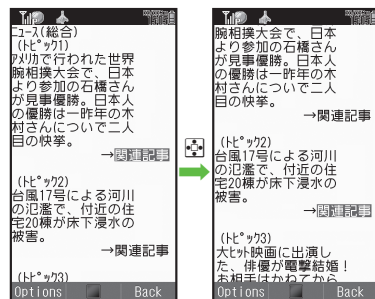 ﾆｭｰｽ(総合)
(ﾄﾋﾟｯｸ1)
ｱﾒﾘｶで行われた世界
腕相撲大会で、日本
より参加の石橋さん
が見事優勝。日本人
の優勝は一昨年の木
村さんについで二人
目の快挙。
→関連記事
(ﾄﾋﾟｯｸ2)
台風17号による河川
の氾濫で、付近の住
宅20棟が床下浸水の
被害。
→関連記事
(ﾄﾋﾟｯｸ3)
Options
Back
腕相撲大会で、日本
より参加の石橋さん
が見事優勝。日本人
の優勝は一昨年の木
村さんについで二人
目の快挙。
→関連記事
(ﾄﾋﾟｯｸ2)
台風17号による河川
の氾濫で、付近の住
宅20棟が床下浸水の
被害。
→関連記事
(ﾄﾋﾟｯｸ3)
大ﾋｯﾄ映画に出演し
た、俳優が電撃結婚！
お相手はかねてから
Options
Back